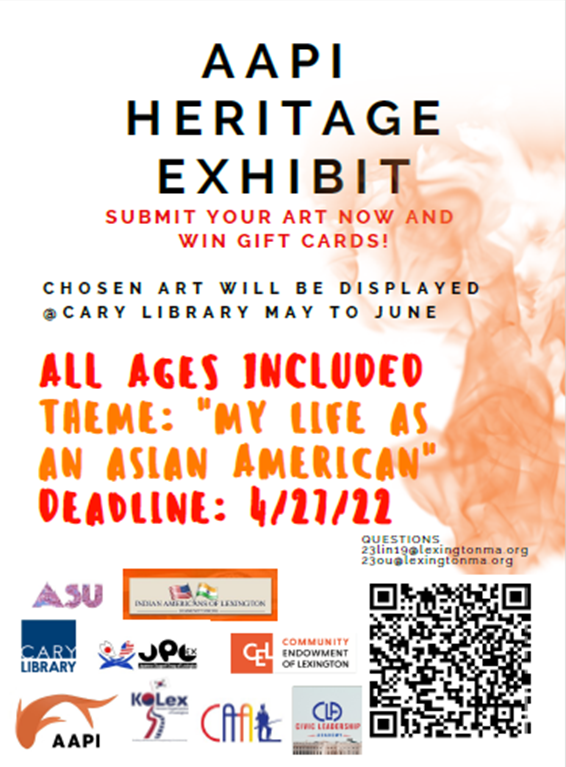 AAPI
HERITAGE
EXHIBIT
SUBMIT YOUR ART NOW AND
WIN GIFT CARDS!
CHOSEN ART WILL BE DISPLAYED
@CARY LIBRARY MAY TO JUNE
ALL AGES INCLUDED
THEME: "MY LIFE AS
AN ASIAN AMERICAN"
DEADLINE: 4/27/22
QUESTIONS
23lin19@lexingtonma.org
23ou@lexingtonma.org
ASU
INDIAN AMERICANS OF LEXINGTON
CARY
LIBRARY
JPLex
CEL
COMMUNITY
ENDOWMENT
OF LEXINGTON
AAPI
KOLex
CAAL
CLA
CIVIC LEADERSHIP
ACADEMY